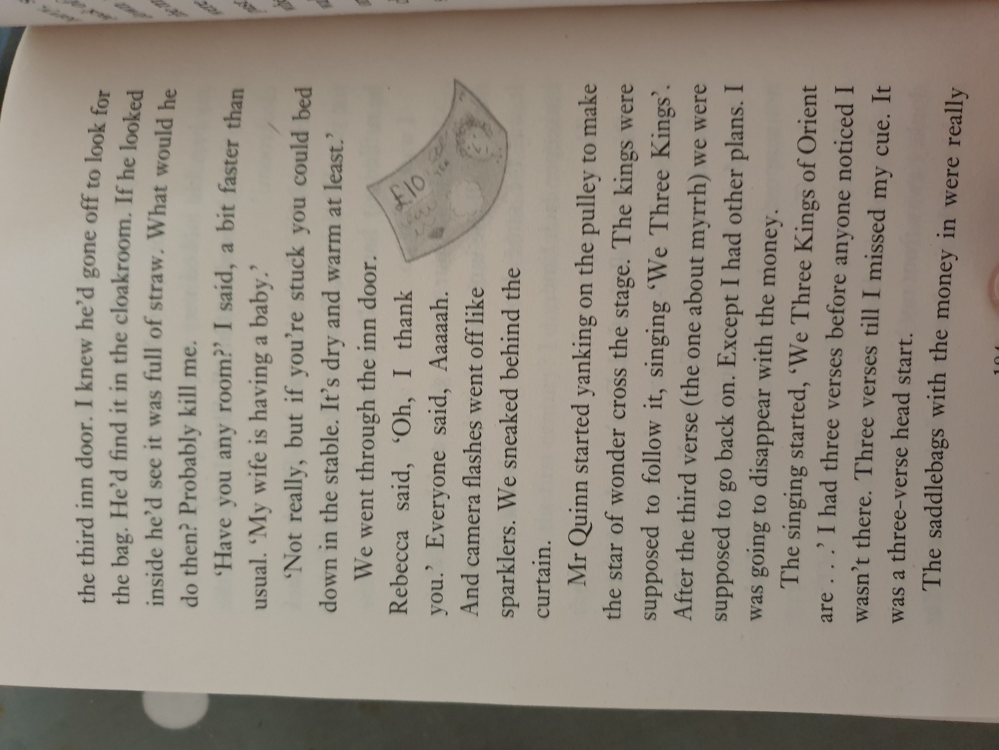 the third inn door. I knew he'd gone off to look for
the bag. He'd find it in the cloakroom. If he looked
inside he'd see it was full of straw. What would he
do then? Probably kill me.
'Have you any room?' I said, a bit faster than
usual. 'My wife is having a baby.'
'Not really, but if you're stuck you could bed
down in the stable. It's dry and warm at least.'
We went through the inn door.
Rebecca said, 'Oh, I thank
you.' Everyone said, Aaaaah.
And camera flashes went off like
sparklers. We sneaked behind the
curtain.
£10
Mr Quinn started yanking on the pulley to make
the star of wonder cross the stage. The kings were
supposed to follow it, singing 'We Three Kings'.
After the third verse (the one about myrrh) we were
supposed to go back on. Except I had other plans. I
was going to disappear with the money.
The singing started, 'We Three Kings of Orient
are . . .' I had three verses before anyone noticed I
wasn't there. Three verses till I missed my cue. It
was a three-verse head start.
The saddlebags with the money in were really